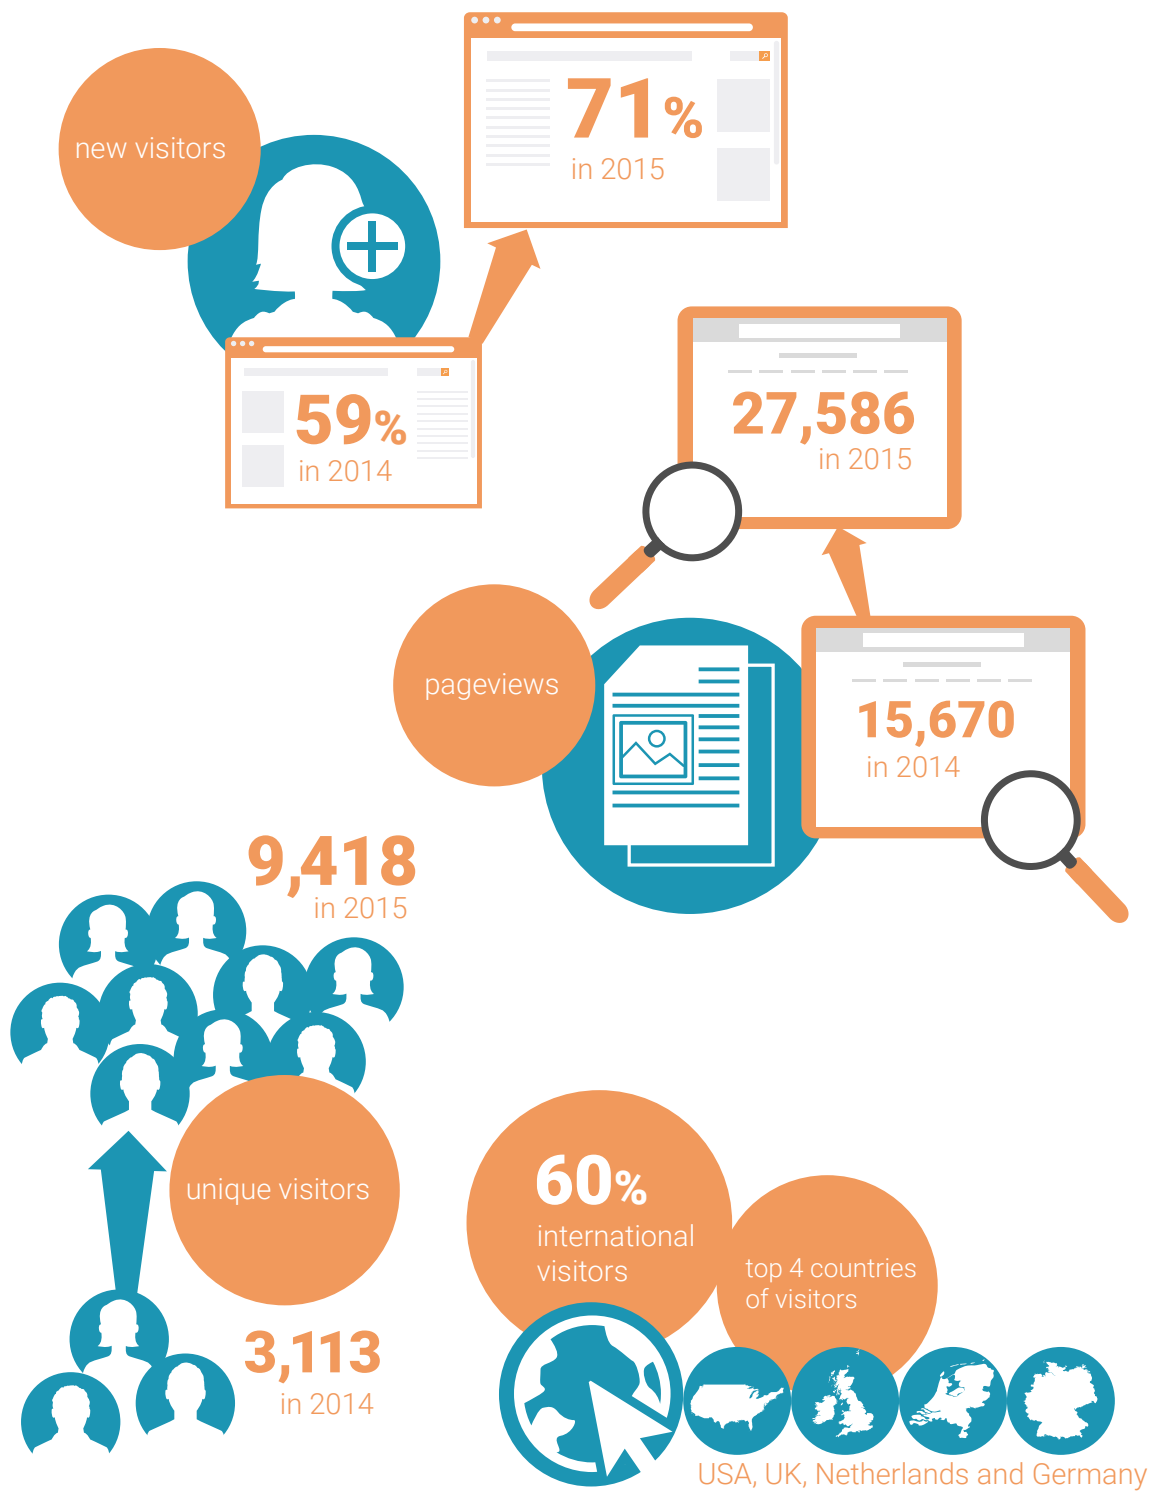 new visitors
71%
in 2015
59%
in 2014
27,586
in 2015
pageviews
15,670
in 2014
9,418
in 2015
unique visitors
3,113
in 2014
60%
international
visitors
top 4 countries
of visitors
USA, UK, Netherlands and Germany